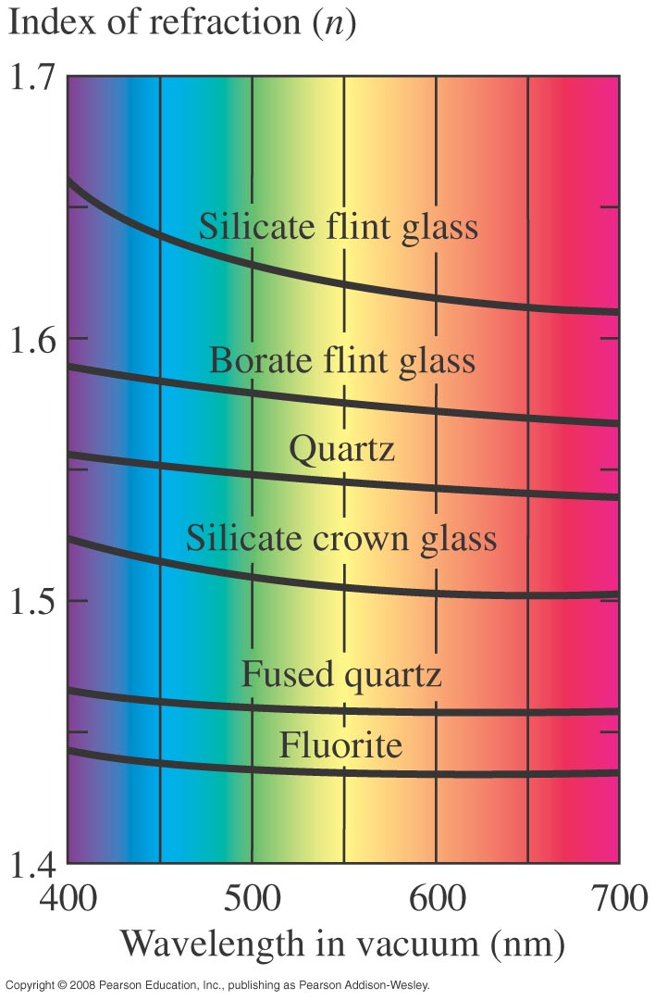 Index of refraction (n)
1.7
Silicate flint glass
1.6
Borate flint glass
Quartz
Silicate crown glass
1.5
Fused quartz
Fluorite
1.4
400 500 600 700
Wavelength in vacuum (nm)
Copyright © 2008 Pearson Education, Inc., publishing as Pearson Addison-Wesley.